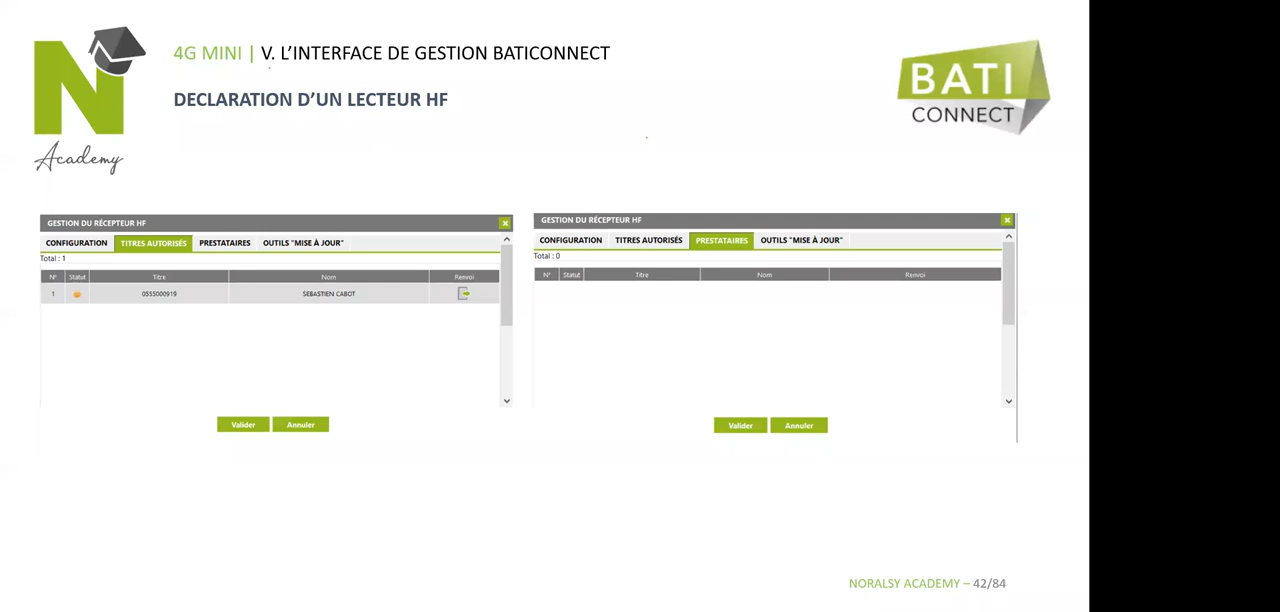 N
Academy
4G MINI | V. L'INTERFACE DE GESTION BATICONNECT
DECLARATION D'UN LECTEUR HF
BATI
CONNECT
GESTION DU RÉCEPTEUR HF
CONFIGURATION TITRES AUTORISÉS PRESTATAIRES OUTILS "MISE À JOUR"
Total : 1
N° Statut Titre Nom Renvoi
1 0555000919 SEBASTIEN CABOT
Valider Annuler
GESTION DU RÉCEPTEUR HF
CONFIGURATION TITRES AUTORISÉS PRESTATAIRES OUTILS "MISE À JOUR"
Total : 0
N° Statut Titre Nom Renvoi
Valider Annuler
NORALSY ACADEMY – 42/84